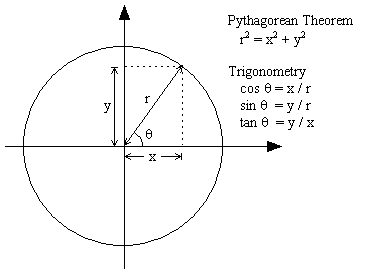 Pythagorean Theorem
r² = x² + y²
Trigonometry
cos θ = x / r
sin θ = y / r
tan θ = y / x
y
r
θ
x